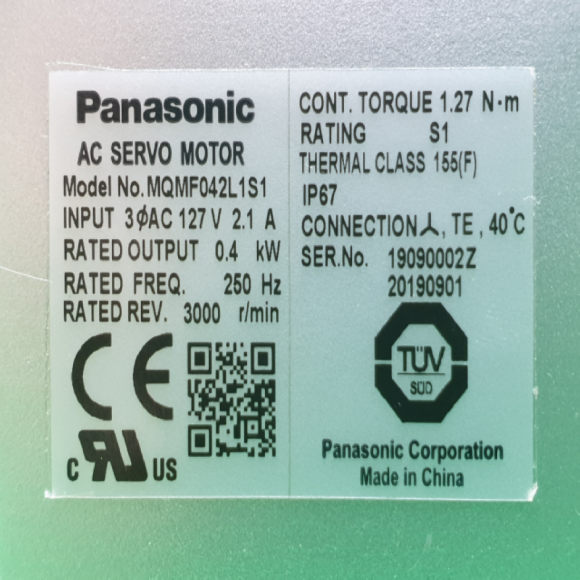 Panasonic
AC SERVO MOTOR
Model No. MQMF042L1S1
INPUT 3ϕAC 127 V 2.1 A
RATED OUTPUT 0.4 kW
RATED FREQ. 250 Hz
RATED REV. 3000 r/min
CE
c RU US
CONT. TORQUE 1.27 N·m
RATING S1
THERMAL CLASS 155(F)
IP67
CONNECTION 人, TE, 40°C
SER.No. 19090002Z
20190901
TÜV
SÜD
Panasonic Corporation
Made in China